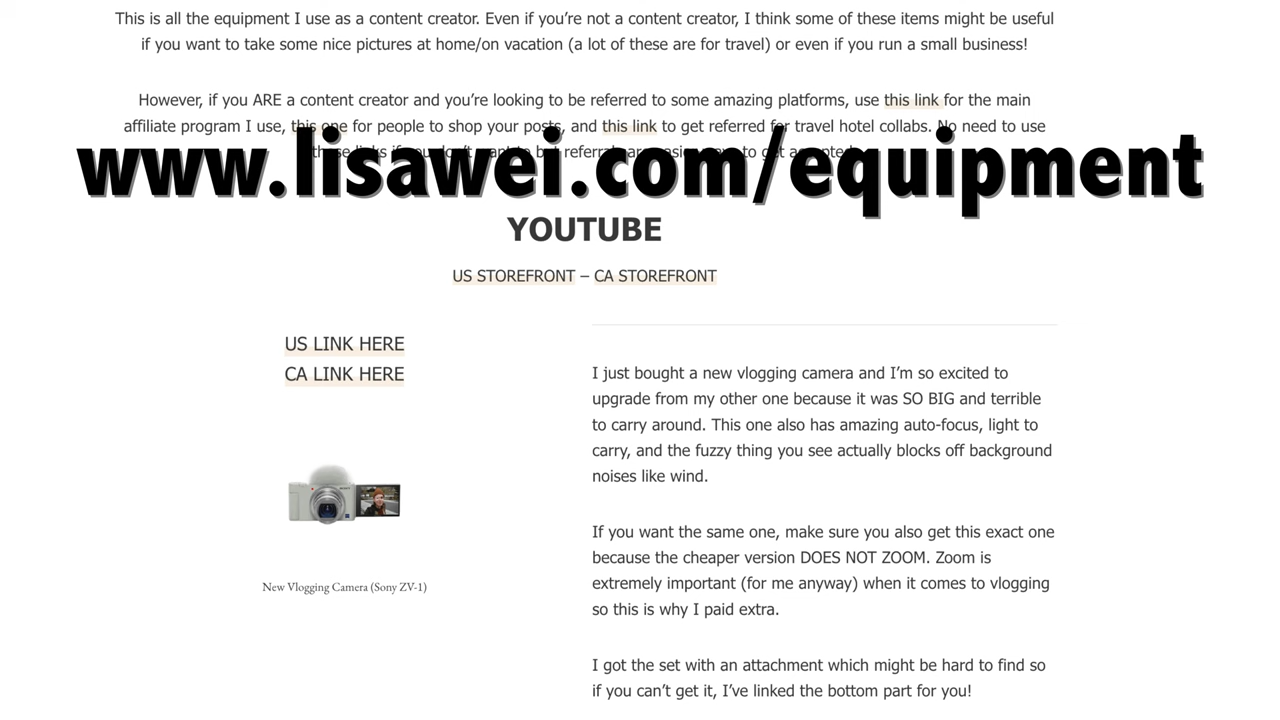 This is all the equipment I use as a content creator. Even if you're not a content creator, I think some of these items might be useful
if you want to take some nice pictures at home/on vacation (a lot of these are for travel) or even if you run a small business!
However, if you ARE a content creator and you're looking to be referred to some amazing platforms, use this link for the main
affiliate program I use, this one for people to shop your posts, and this link to get referred for travel hotel collabs. No need to use
www.lisawei.com/equipment
YOUTUBE
US STOREFRONT – CA STOREFRONT
US LINK HERE
CA LINK HERE
New Vlogging Camera (Sony ZV-1)
I just bought a new vlogging camera and I'm so excited to
upgrade from my other one because it was SO BIG and terrible
to carry around. This one also has amazing auto-focus, light to
carry, and the fuzzy thing you see actually blocks off background
noises like wind.
If you want the same one, make sure you also get this exact one
because the cheaper version DOES NOT ZOOM. Zoom is
extremely important (for me anyway) when it comes to vlogging
so this is why I paid extra.
I got the set with an attachment which might be hard to find so
if you can't get it, I've linked the bottom part for you!